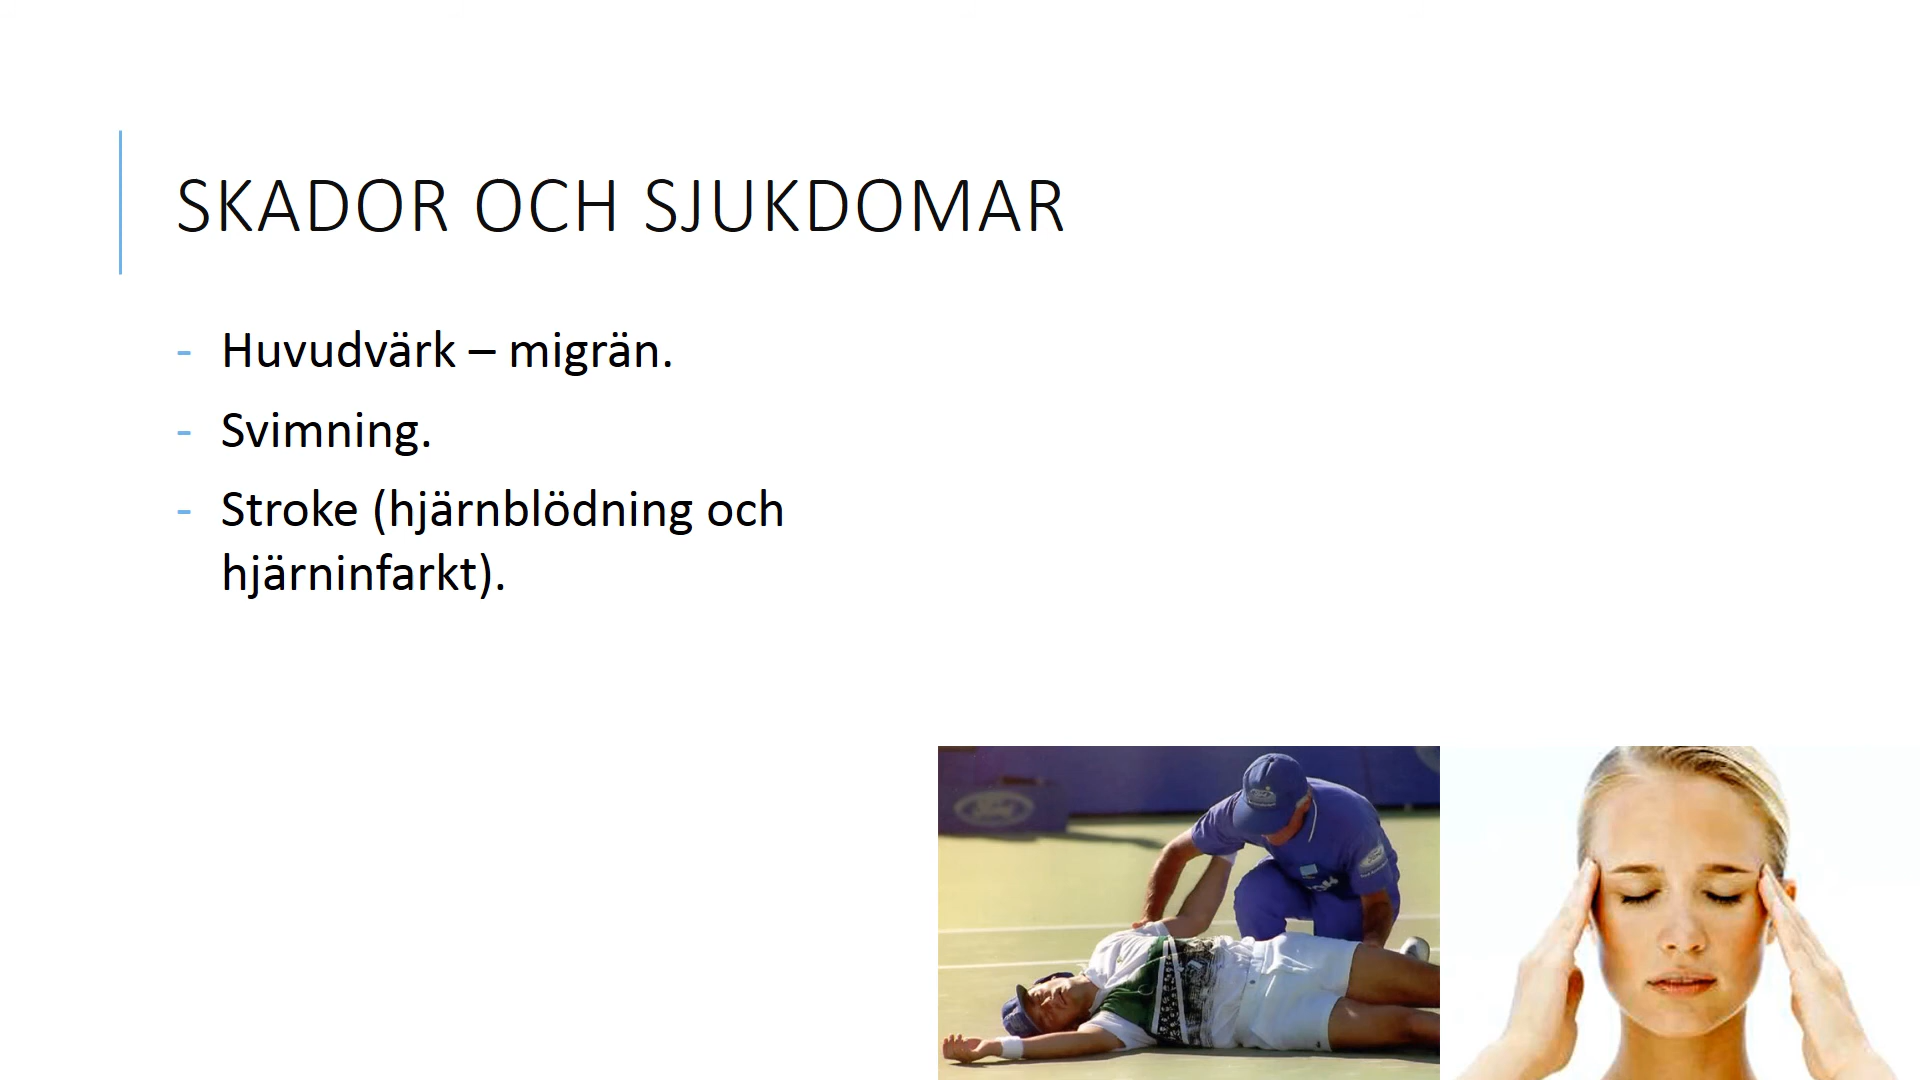 SKADOR OCH SJUKDOMAR
- Huvudvärk – migrän.
- Svimning.
- Stroke (hjärnblödning och
hjärninfarkt).